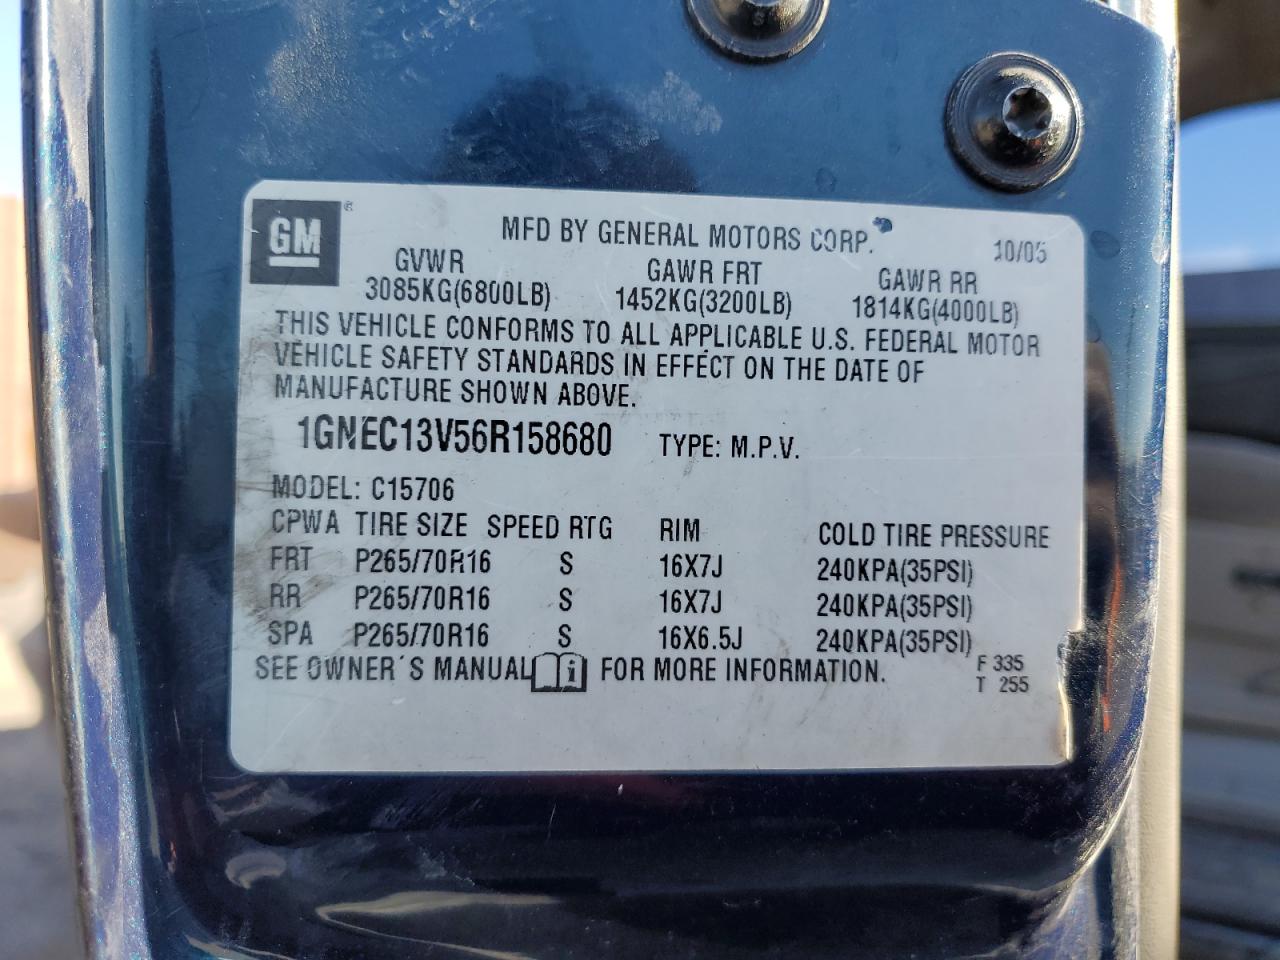 GM ®
MFD BY GENERAL MOTORS CORP. 10/05
GVWR GAWR FRT GAWR RR
3085KG(6800LB) 1452KG(3200LB) 1814KG(4000LB)
THIS VEHICLE CONFORMS TO ALL APPLICABLE U.S. FEDERAL MOTOR
VEHICLE SAFETY STANDARDS IN EFFECT ON THE DATE OF
MANUFACTURE SHOWN ABOVE.
1GNEC13V56R158680 TYPE: M.P.V.
MODEL: C15706
CPWA TIRE SIZE SPEED RTG RIM COLD TIRE PRESSURE
FRT P265/70R16 S 16X7J 240KPA(35PSI)
RR P265/70R16 S 16X7J 240KPA(35PSI)
SPA P265/70R16 S 16X6.5J 240KPA(35PSI)
SEE OWNER'S MANUAL i FOR MORE INFORMATION. F 335
T 255